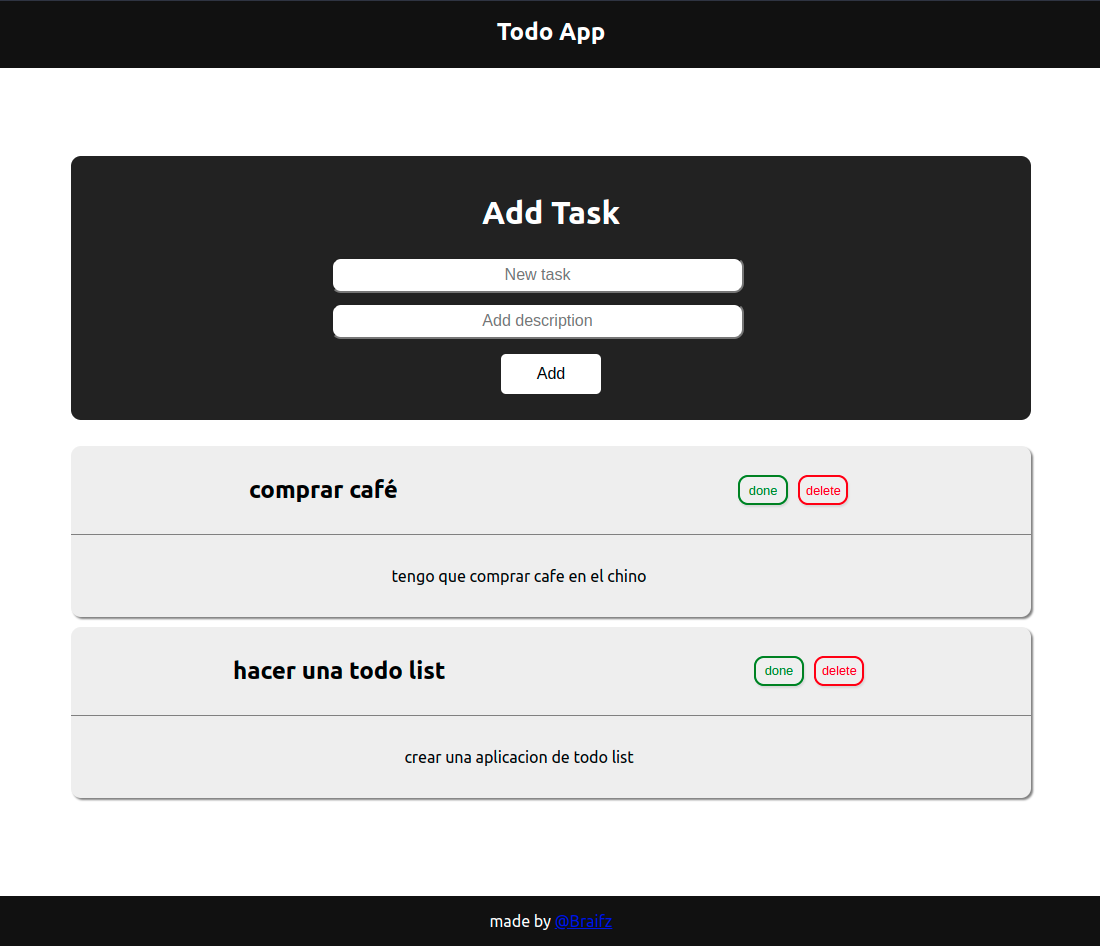 Todo App
Add Task
New task
Add description
Add
comprar café done delete
tengo que comprar cafe en el chino
hacer una todo list done delete
crear una aplicacion de todo list
made by @Braifz